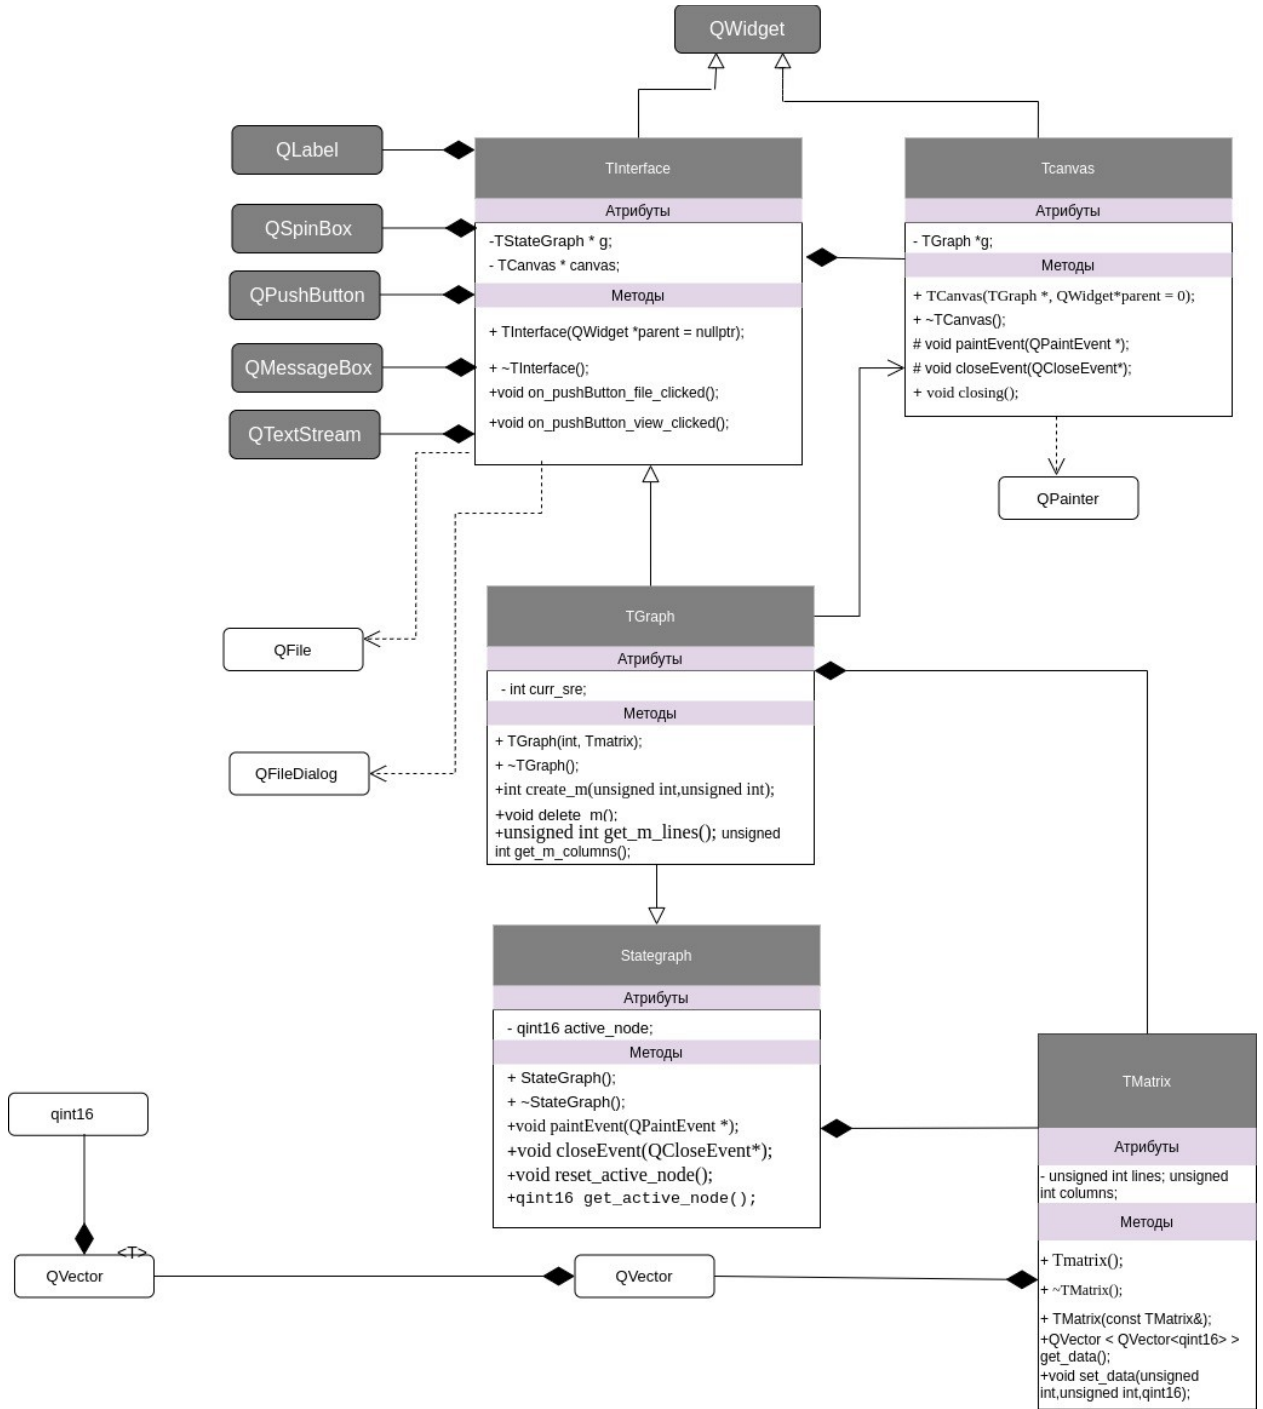 QWidget
QLabel
QSpinBox
QPushButton
QMessageBox
QTextStream
TInterface
Атрибуты
-TStateGraph * g;
- TCanvas * canvas;
Методы
+ TInterface(QWidget *parent = nullptr);
+ ~TInterface();
+void on_pushButton_file_clicked();
+void on_pushButton_view_clicked();
Tcanvas
Атрибуты
- TGraph *g;
Методы
+ TCanvas(TGraph *, QWidget*parent = 0);
+ ~TCanvas();
# void paintEvent(QPaintEvent *);
# void closeEvent(QCloseEvent*);
+ void closing();
QPainter
QFile
QFileDialog
TGraph
Атрибуты
- int curr_sre;
Методы
+ TGraph(int, Tmatrix);
+ ~TGraph();
+int create_m(unsigned int,unsigned int);
+void delete_m();
+unsigned int get_m_lines(); unsigned
int get_m_columns();
Stategraph
Атрибуты
- qint16 active_node;
Методы
+ StateGraph();
+ ~StateGraph();
+void paintEvent(QPaintEvent *);
+void closeEvent(QCloseEvent*);
+void reset_active_node();
+qint16 get_active_node();
TMatrix
Атрибуты
- unsigned int lines; unsigned
int columns;
Методы
+ Tmatrix();
+ ~TMatrix();
+ TMatrix(const TMatrix&);
+QVector < QVector<qint16> >
get_data();
+void set_data(unsigned
int,unsigned int,qint16);
qint16
<T>
QVector
QVector